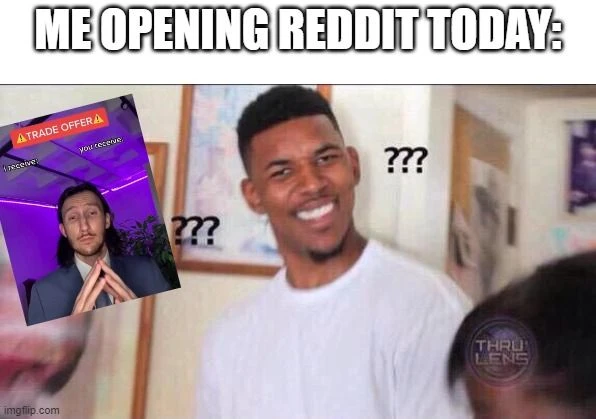 ME OPENING REDDIT TODAY:
⚠TRADE OFFER⚠
i receive:
you receive:
???
???
THRU
LENS
imgflip.com